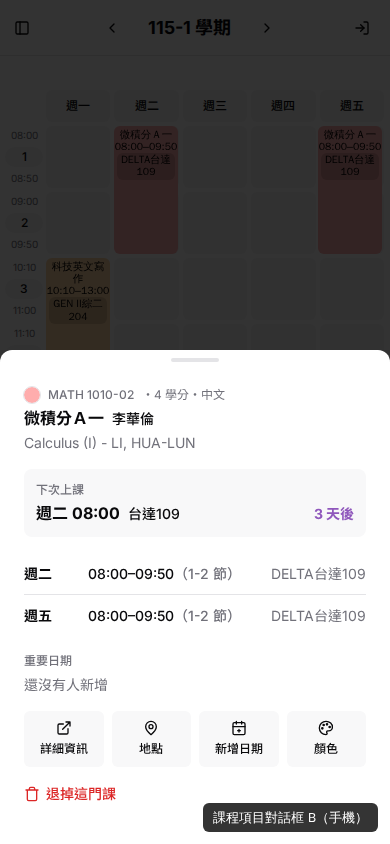 115-1 學期
週一 週二 週三 週四 週五
08:00
1
08:50
09:00
2
09:50
10:10
3
11:00
11:10
微積分Ａ一
08:00–09:50
DELTA台達
109
微積分Ａ一
08:00–09:50
DELTA台達
109
科技英文寫
作
10:10–13:00
GEN II綜二
204
MATH 1010-02 ・4 學分・中文
微積分Ａ一 李華倫
Calculus (I) - LI, HUA-LUN
下次上課
週二 08:00 台達109 3 天後
週二 08:00–09:50（1-2 節） DELTA台達109
週五 08:00–09:50（1-2 節） DELTA台達109
重要日期
還沒有人新增
詳細資訊 地點 新增日期 顏色
退掉這門課
課程項目對話框 B（手機）